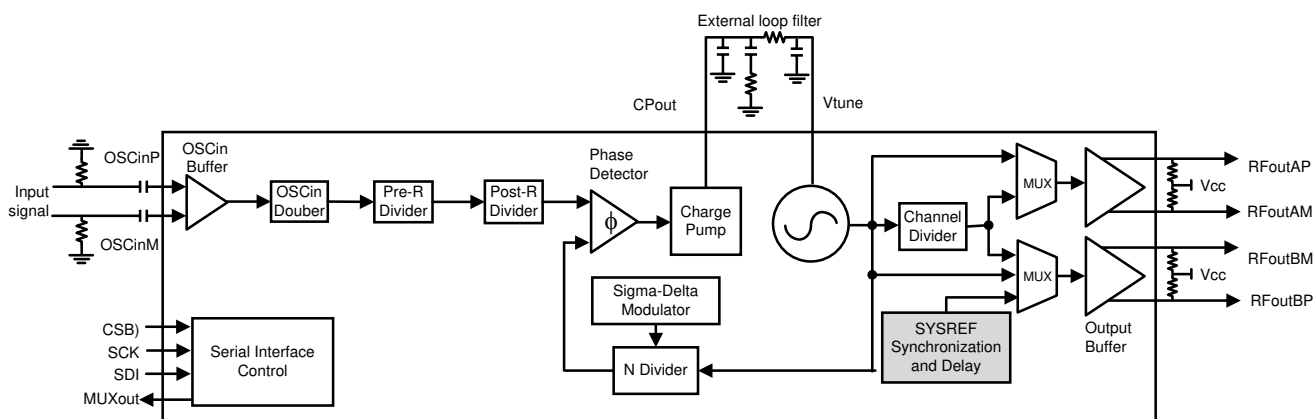 External loop filter
CPout
Vtune
OSCinP
OSCin
Buffer
Input
signal
OSCinM
OSCin
Douber
Pre-R
Divider
Post-R
Divider
Phase
Detector
ϕ
Charge
Pump
Channel
Divider
MUX
MUX
RFoutAP
Vcc
RFoutAM
RFoutBM
Vcc
RFoutBP
Output
Buffer
Sigma-Delta
Modulator
N Divider
SYSREF
Synchronization
and Delay
CSB)
SCK
SDI
MUXout
Serial Interface
Control